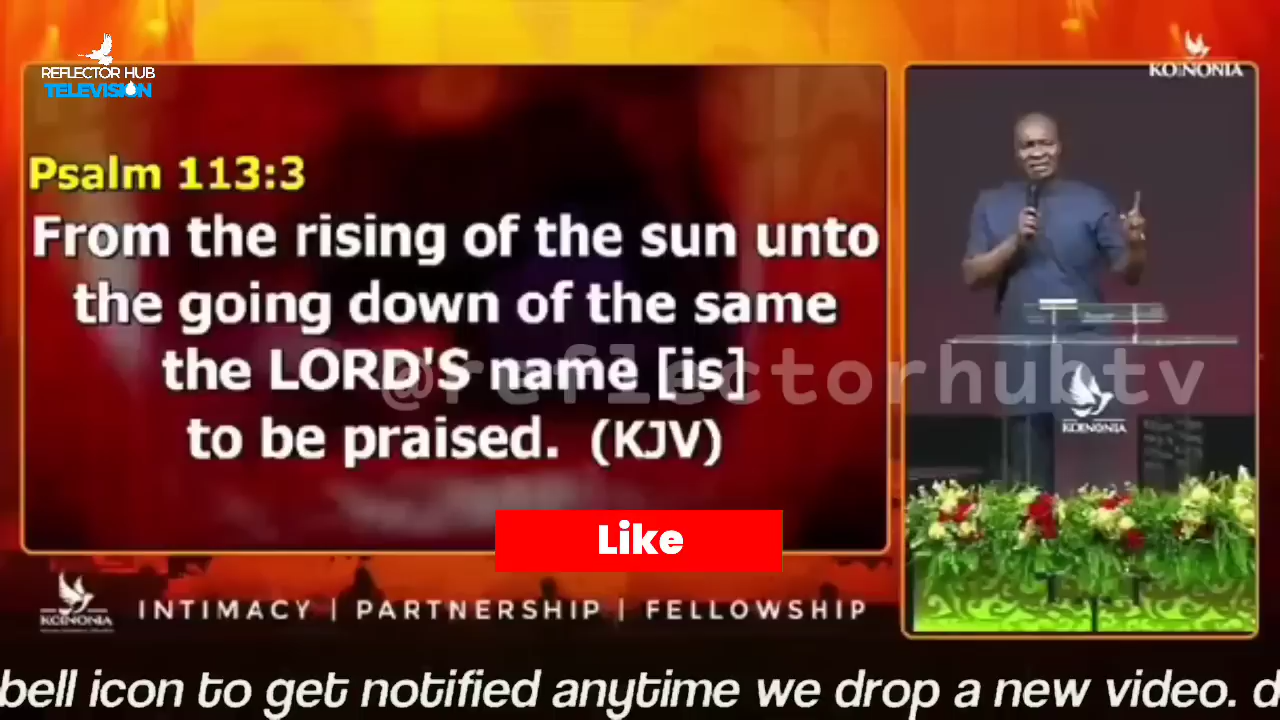 REFLECTOR HUB
TELEVISION
KOINONIA
Psalm 113:3
From the rising of the sun unto
the going down of the same
the LORD'S name [is]
to be praised. (KJV)
@reflectorhubtv
KOINONIA
Like
KOINONIA
INTIMACY | PARTNERSHIP | FELLOWSHIP
bell icon to get notified anytime we drop a new video. d